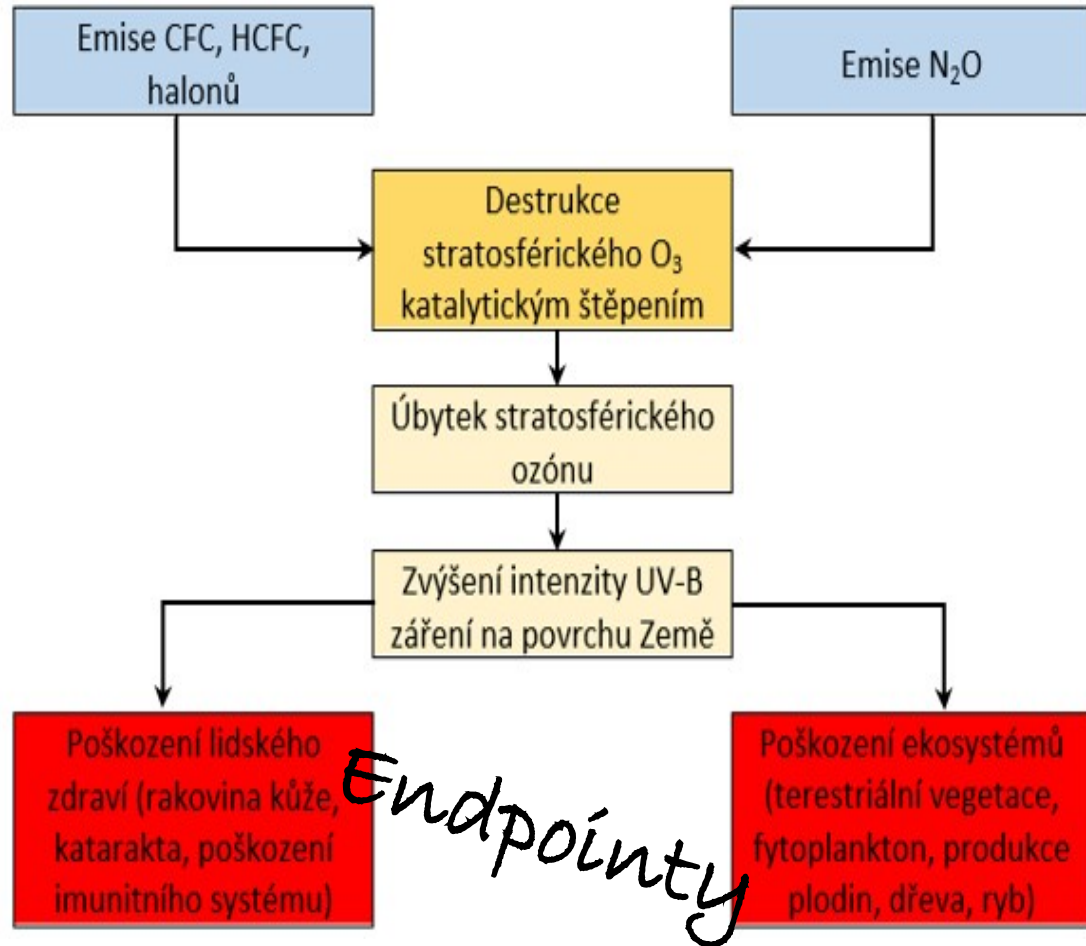 Emise CFC, HCFC,
halonů
Emise N₂O
Destrukce
stratosférického O₃
katalytickým štěpením
Úbytek stratosférického
ozónu
Zvýšení intenzity UV-B
záření na povrchu Země
Poškození lidského
zdraví (rakovina kůže,
katarakta, poškození
imunitního systému)
Endpointy
Poškození ekosystémů
(terestriální vegetace,
fytoplankton, produkce
plodin, dřeva, ryb)